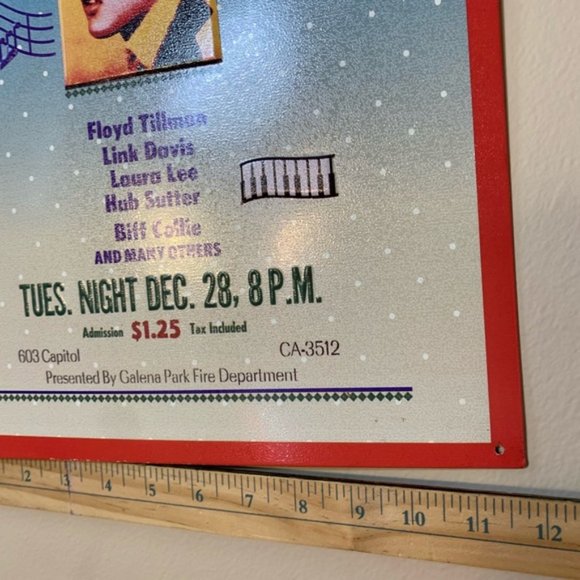 Floyd Tillman
Link Davis
Laura Lee
Hub Sutter
Biff Collie
AND MANY OTHERS
TUES. NIGHT DEC. 28, 8 P.M.
Admission $1.25 Tax Included
603 Capitol CA-3512
Presented By Galena Park Fire Department
2 3 4 5 6 7 8 9 10 11 12